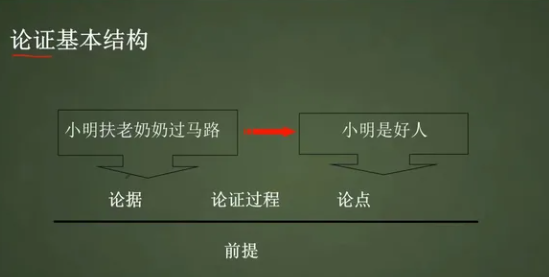 论证基本结构
小明扶老奶奶过马路
小明是好人
论据
论证过程
论点
前提